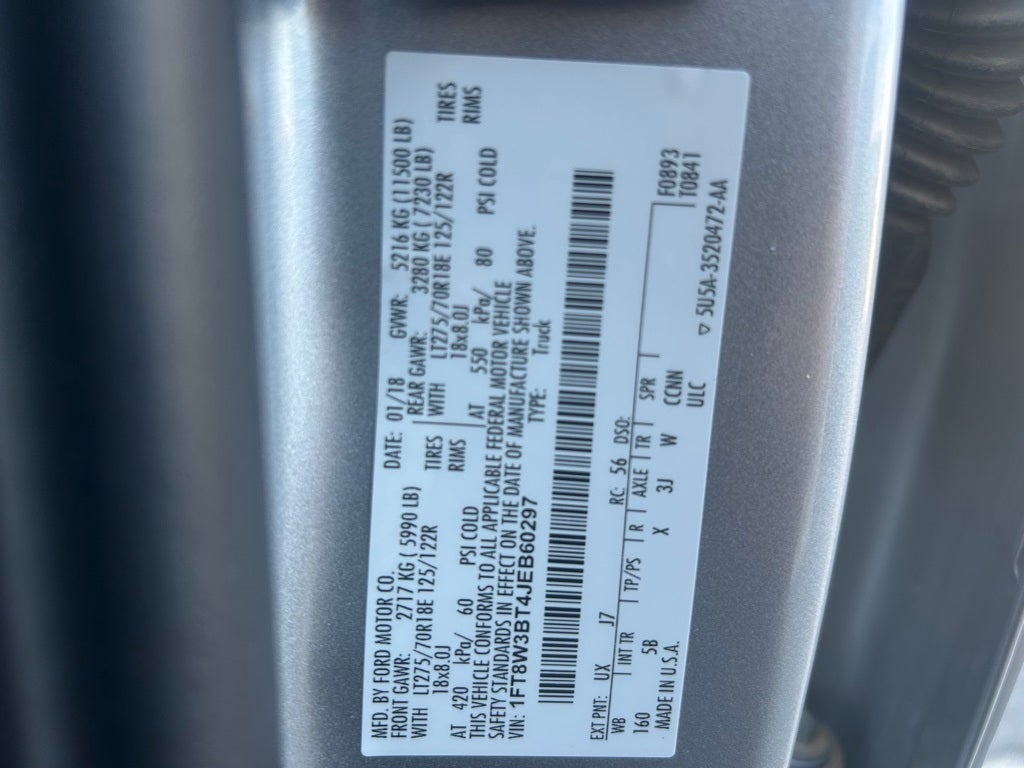 MFD. BY FORD MOTOR CO.
DATE: 01/18 GVWR: 5216 KG (11500 LB)
FRONT GAWR: 2717 KG (5990 LB) REAR GAWR: 3280 KG (7230 LB)
WITH LT275/70R18E 125/122R TIRES WITH LT275/70R18E 125/122R TIRES
18x8.0J RIMS 18x8.0J RIMS
AT 420 kPa/ 60 PSI COLD AT 550 kPa/ 80 PSI COLD
THIS VEHICLE CONFORMS TO ALL APPLICABLE FEDERAL MOTOR VEHICLE
SAFETY STANDARDS IN EFFECT ON THE DATE OF MANUFACTURE SHOWN ABOVE.
VIN: 1FT8W3BT4JEB60297 TYPE: Truck
EXT PNT: UX J7 RC: 56 DSO: F0893
WB INT TR TP/PS R AXLE TR SPR T0841
160 5B X 3J W CCNN
MADE IN U.S.A. ULC ▽ 5U5A-3520472-AA